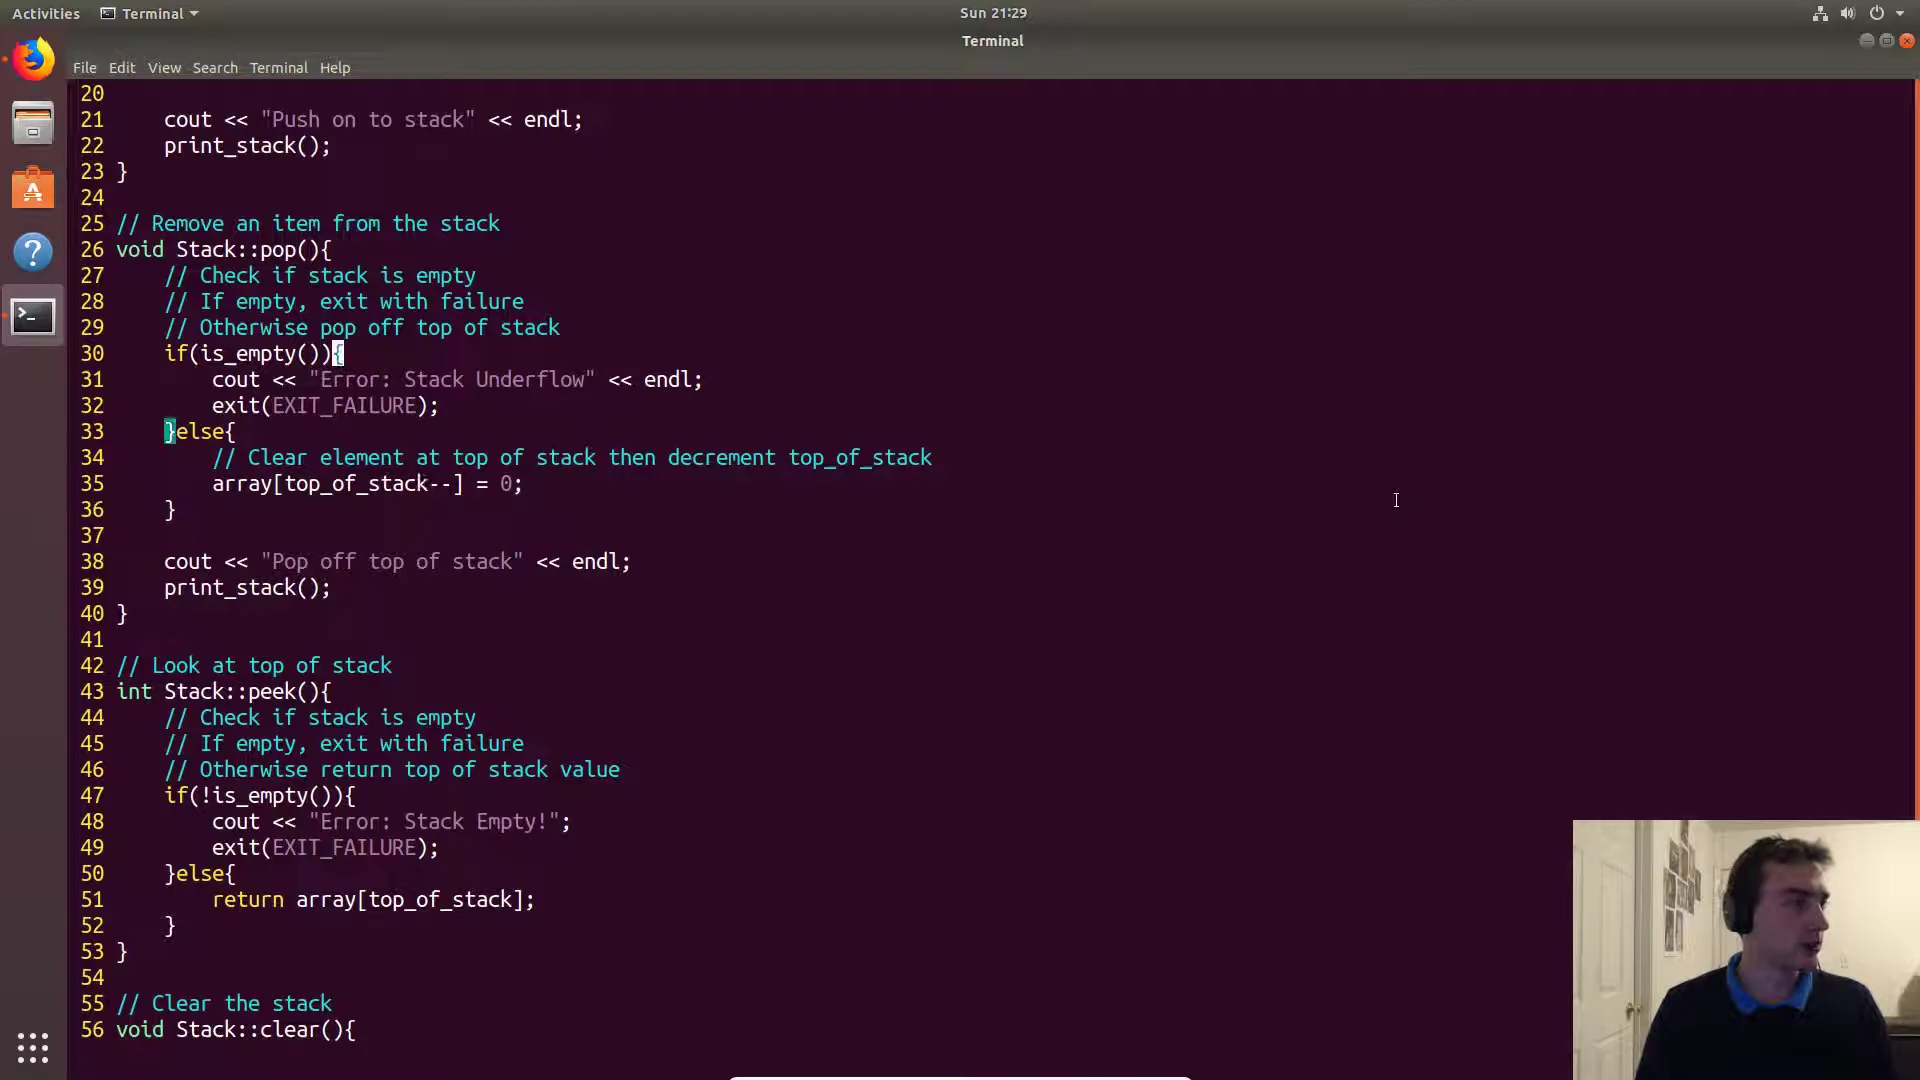 Activities
Terminal
Sun 21:29
Terminal
File Edit View Search Terminal Help
20
21 cout << "Push on to stack" << endl;
22 print_stack();
23 }
24
25 // Remove an item from the stack
26 void Stack::pop(){
27 // Check if stack is empty
28 // If empty, exit with failure
29 // Otherwise pop off top of stack
30 if(is_empty()){
31 cout << "Error: Stack Underflow" << endl;
32 exit(EXIT_FAILURE);
33 }else{
34 // Clear element at top of stack then decrement top_of_stack
35 array[top_of_stack--] = 0;
36 }
37
38 cout << "Pop off top of stack" << endl;
39 print_stack();
40 }
41
42 // Look at top of stack
43 int Stack::peek(){
44 // Check if stack is empty
45 // If empty, exit with failure
46 // Otherwise return top of stack value
47 if(!is_empty()){
48 cout << "Error: Stack Empty!";
49 exit(EXIT_FAILURE);
50 }else{
51 return array[top_of_stack];
52 }
53 }
54
55 // Clear the stack
56 void Stack::clear(){